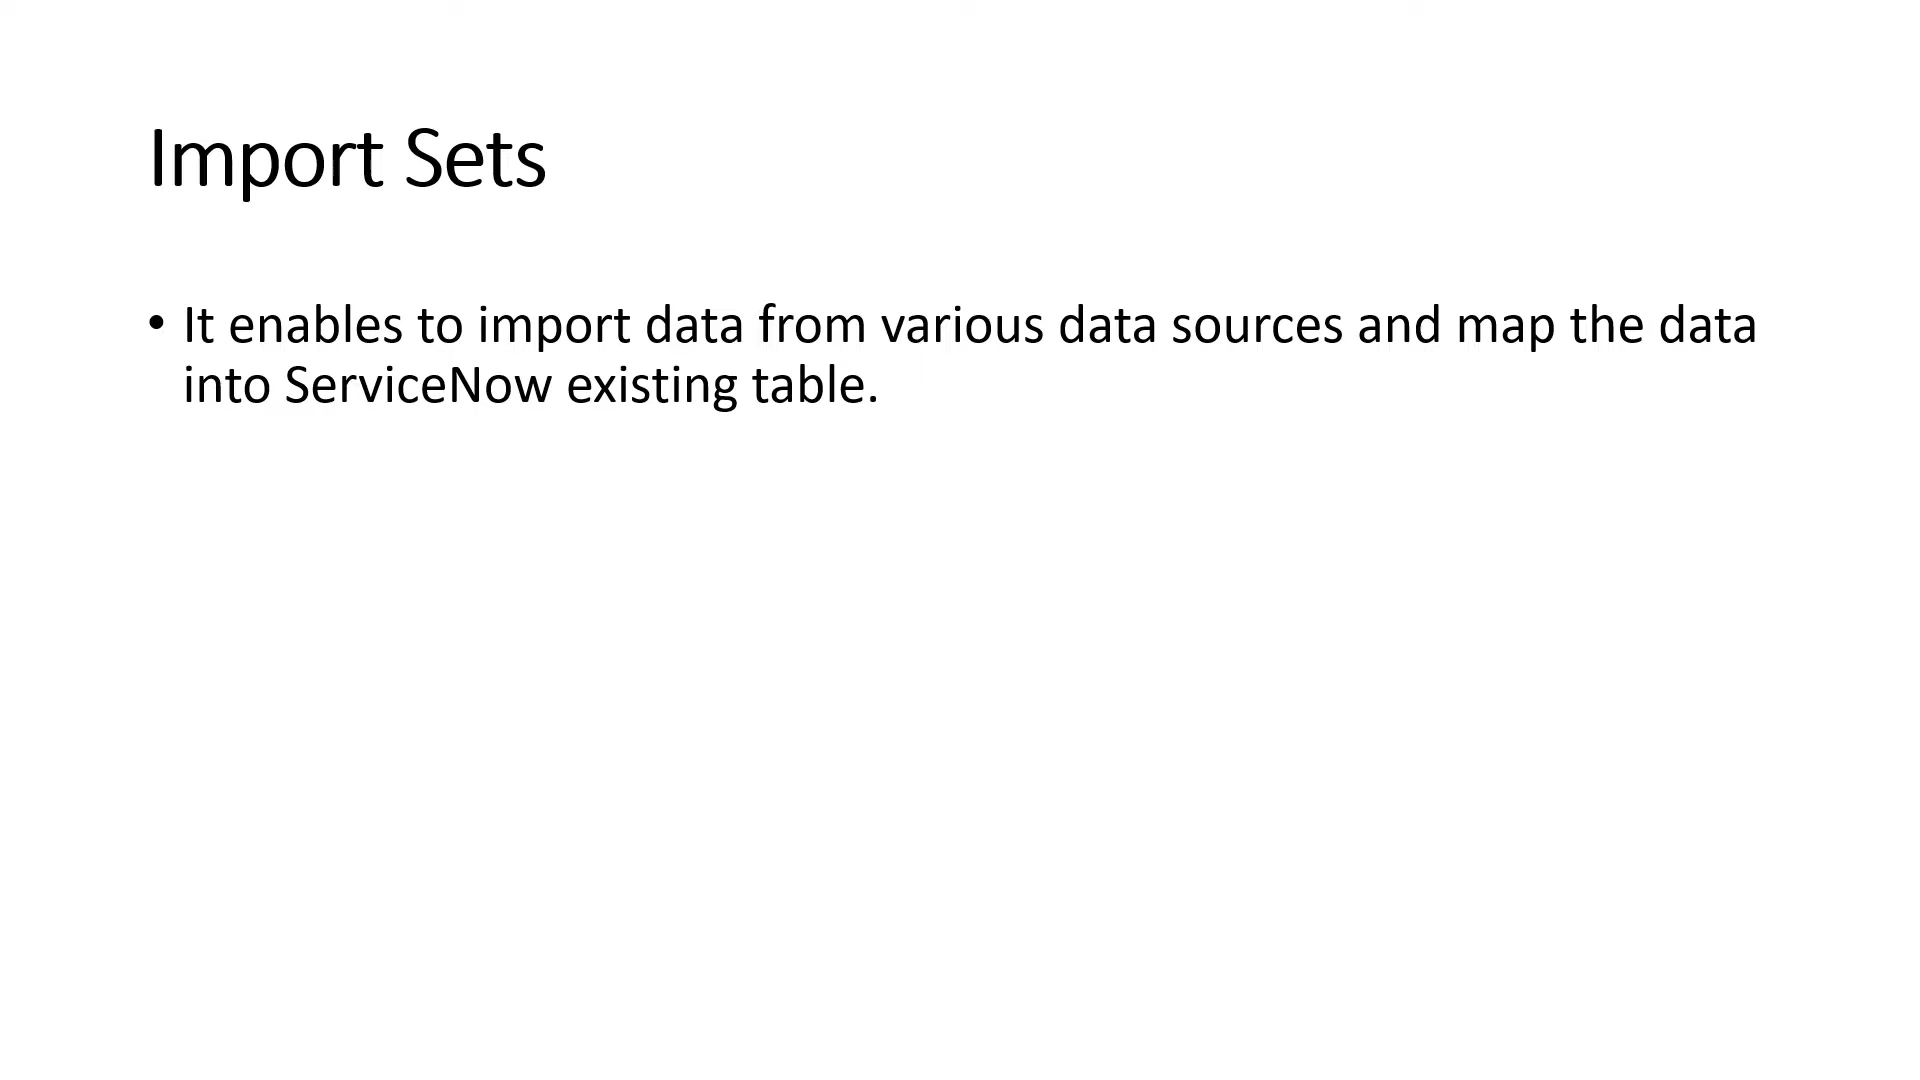 Import Sets
• It enables to import data from various data sources and map the data
into ServiceNow existing table.